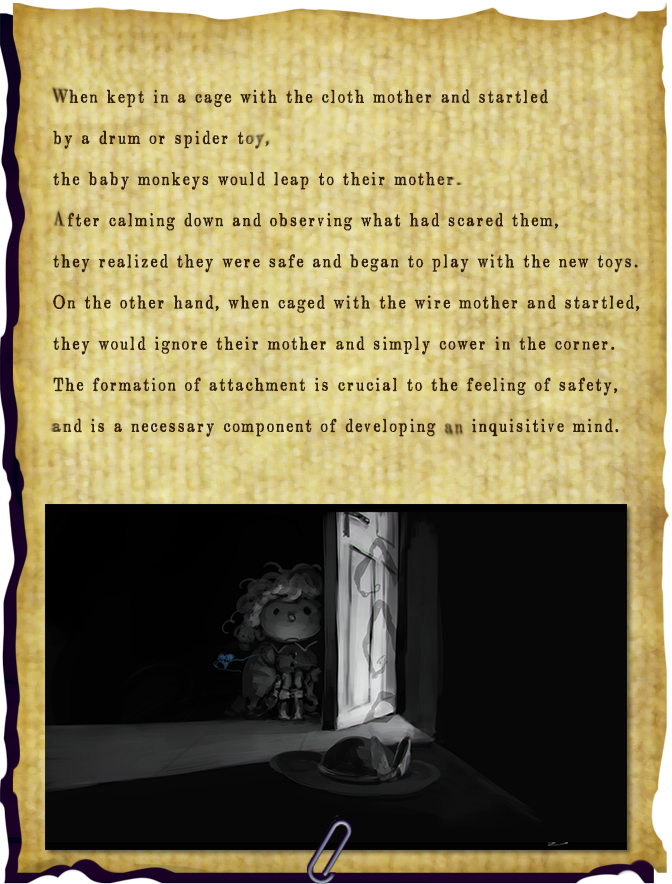 When kept in a cage with the cloth mother and startled
by a drum or spider toy,
the baby monkeys would leap to their mother.
After calming down and observing what had scared them,
they realized they were safe and began to play with the new toys.
On the other hand, when caged with the wire mother and startled,
they would ignore their mother and simply cower in the corner.
The formation of attachment is crucial to the feeling of safety,
and is a necessary component of developing an inquisitive mind.